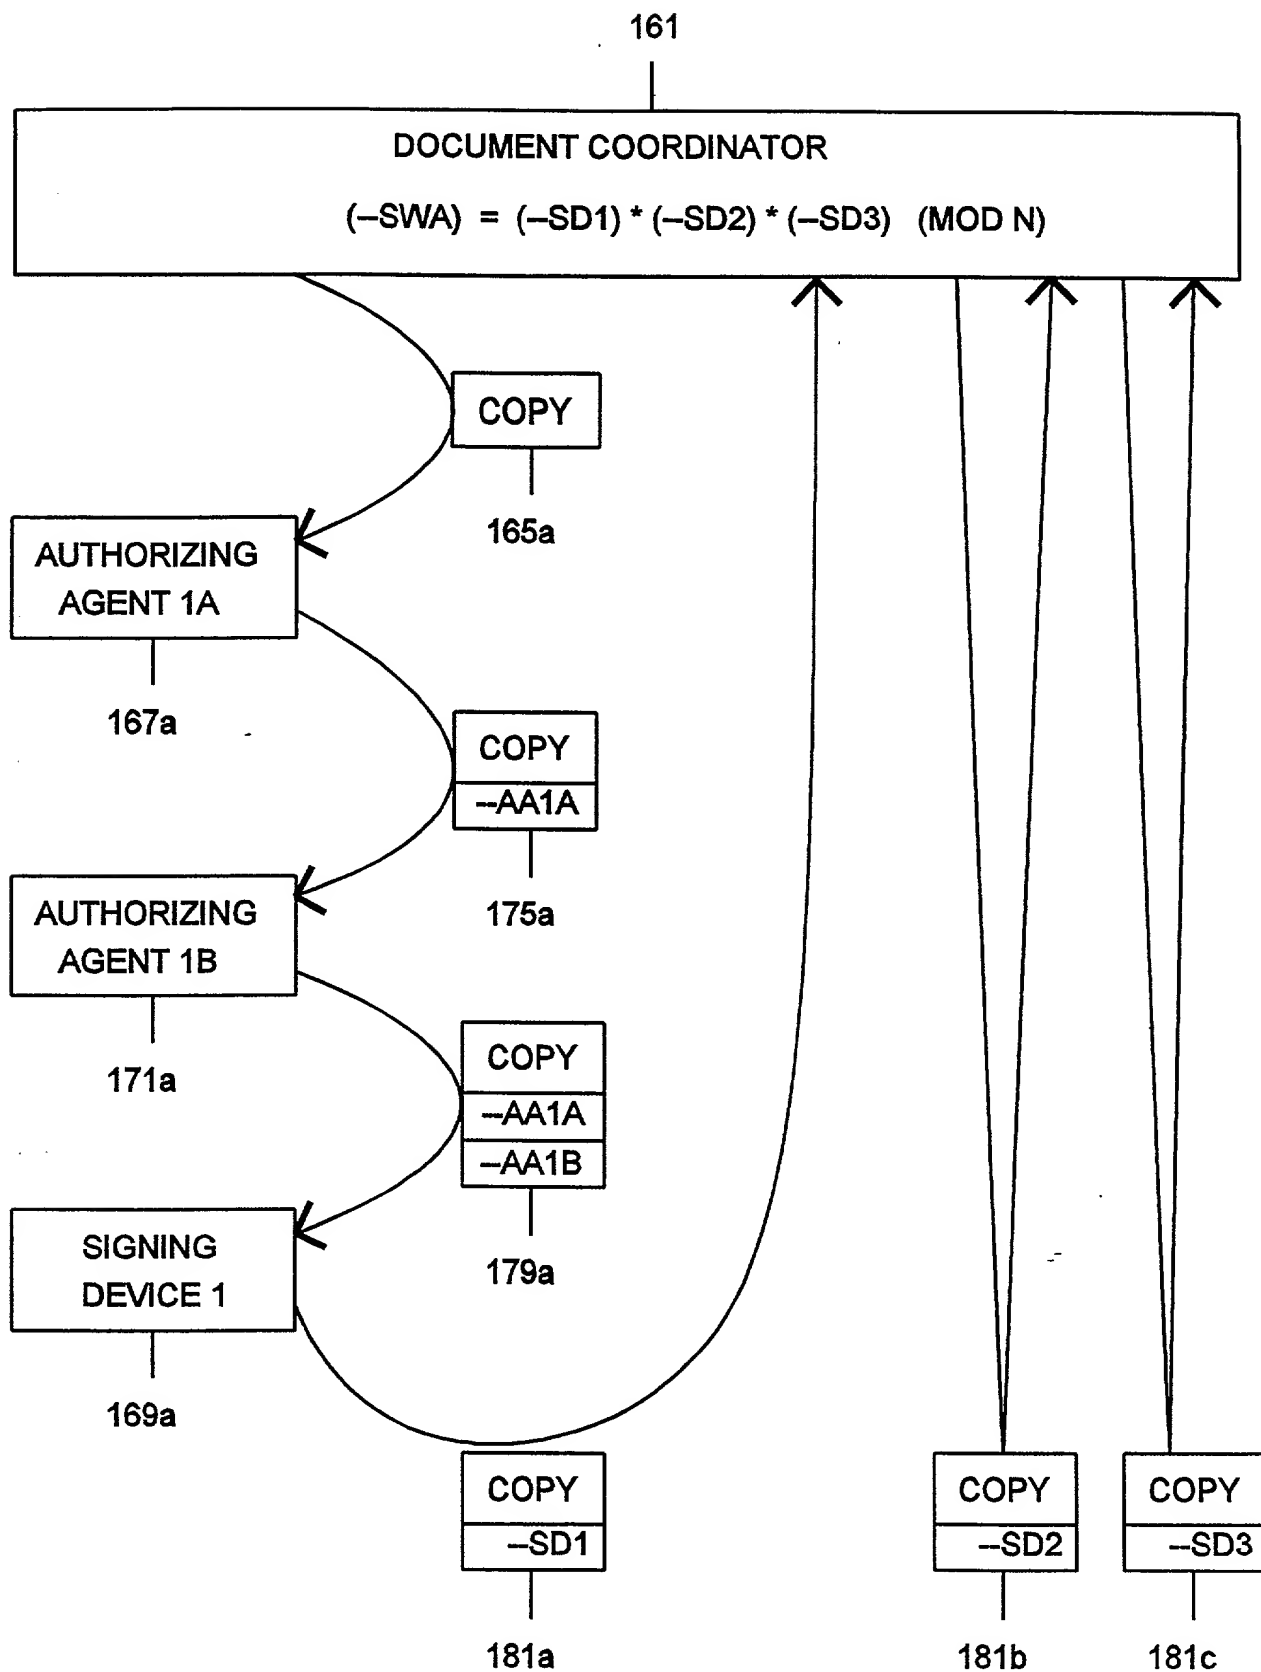 161
DOCUMENT COORDINATOR
(–SWA) = (–SD1) * (–SD2) * (–SD3) (MOD N)
COPY
165a
AUTHORIZING
AGENT 1A
167a
COPY
–AA1A
175a
AUTHORIZING
AGENT 1B
171a
COPY
–AA1A
–AA1B
179a
SIGNING
DEVICE 1
169a
COPY
–SD1
181a
COPY
–SD2
181b
COPY
–SD3
181c